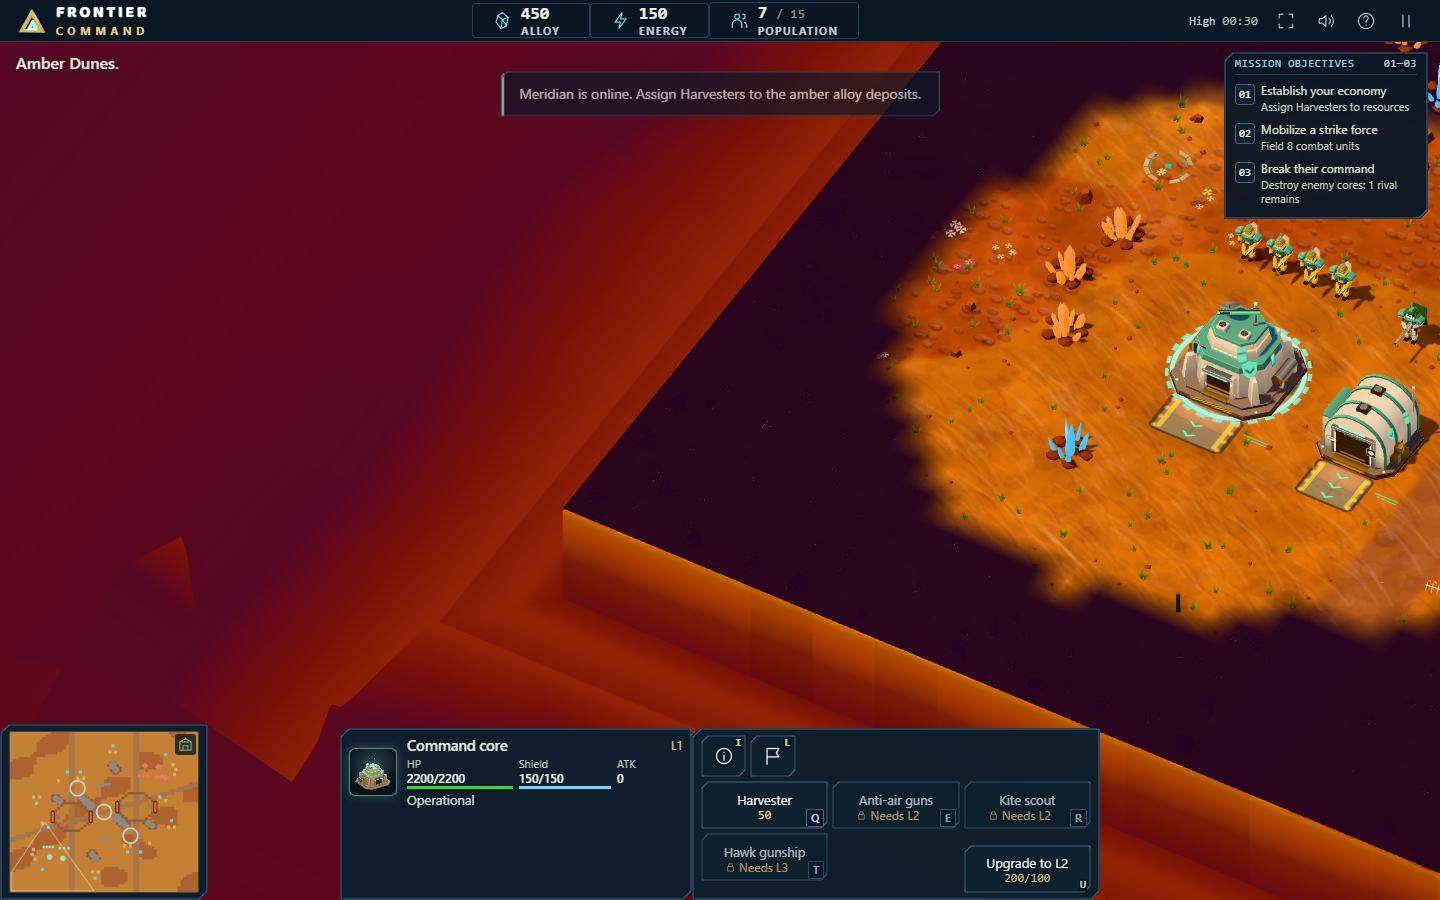 FRONTIER
COMMAND
450
ALLOY
150
ENERGY
7 / 15
POPULATION
High 00:30
Amber Dunes.
Meridian is online. Assign Harvesters to the amber alloy deposits.
MISSION OBJECTIVES 01—03
01 Establish your economy
Assign Harvesters to resources
02 Mobilize a strike force
Field 8 combat units
03 Break their command
Destroy enemy cores: 1 rival
remains
Command core L1
HP Shield ATK
2200/2200 150/150 0
Operational
I L
Harvester
50 Q
Anti-air guns
Needs L2 E
Kite scout
Needs L2 R
Hawk gunship
Needs L3 T
Upgrade to L2
200/100
U